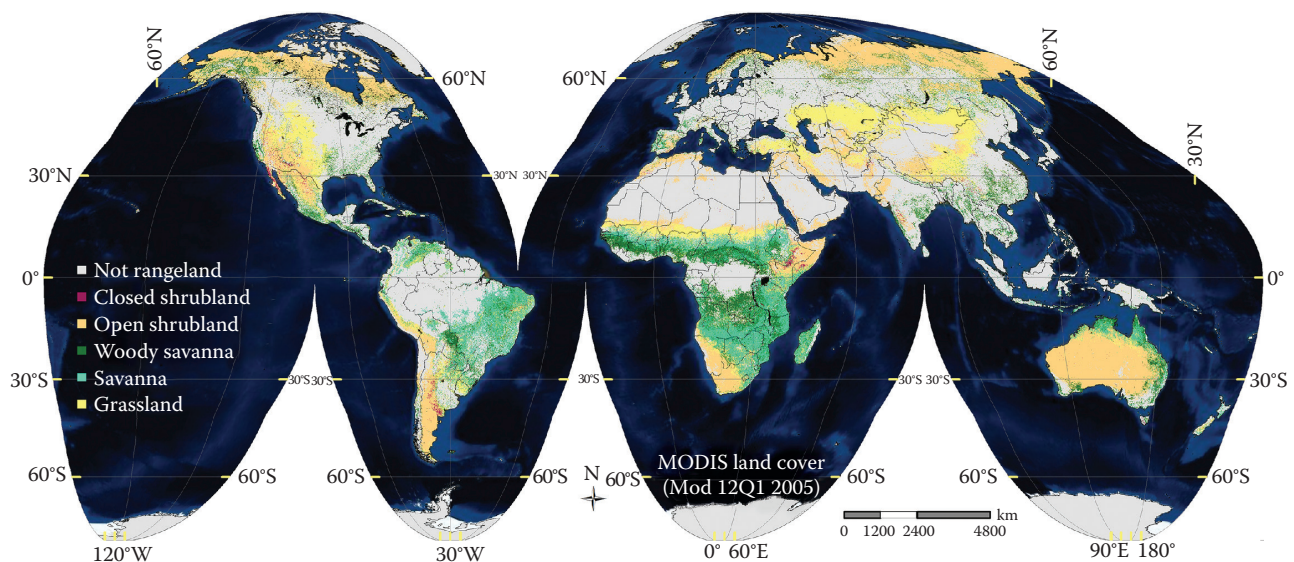 60°N
60°N
60°N
60°N
30°N
30°N
30°N
30°N
0°
0°
Not rangeland
Closed shrubland
Open shrubland
Woody savanna
Savanna
Grassland
30°S
30°S
30°S
30°S
30°S
30°S
60°S
60°S
60°S
60°S
60°S
60°S
60°S
60°S
N
MODIS land cover
(Mod 12Q1 2005)
km
0 1200 2400 4800
120°W
30°W
0° 60°E
90°E 180°